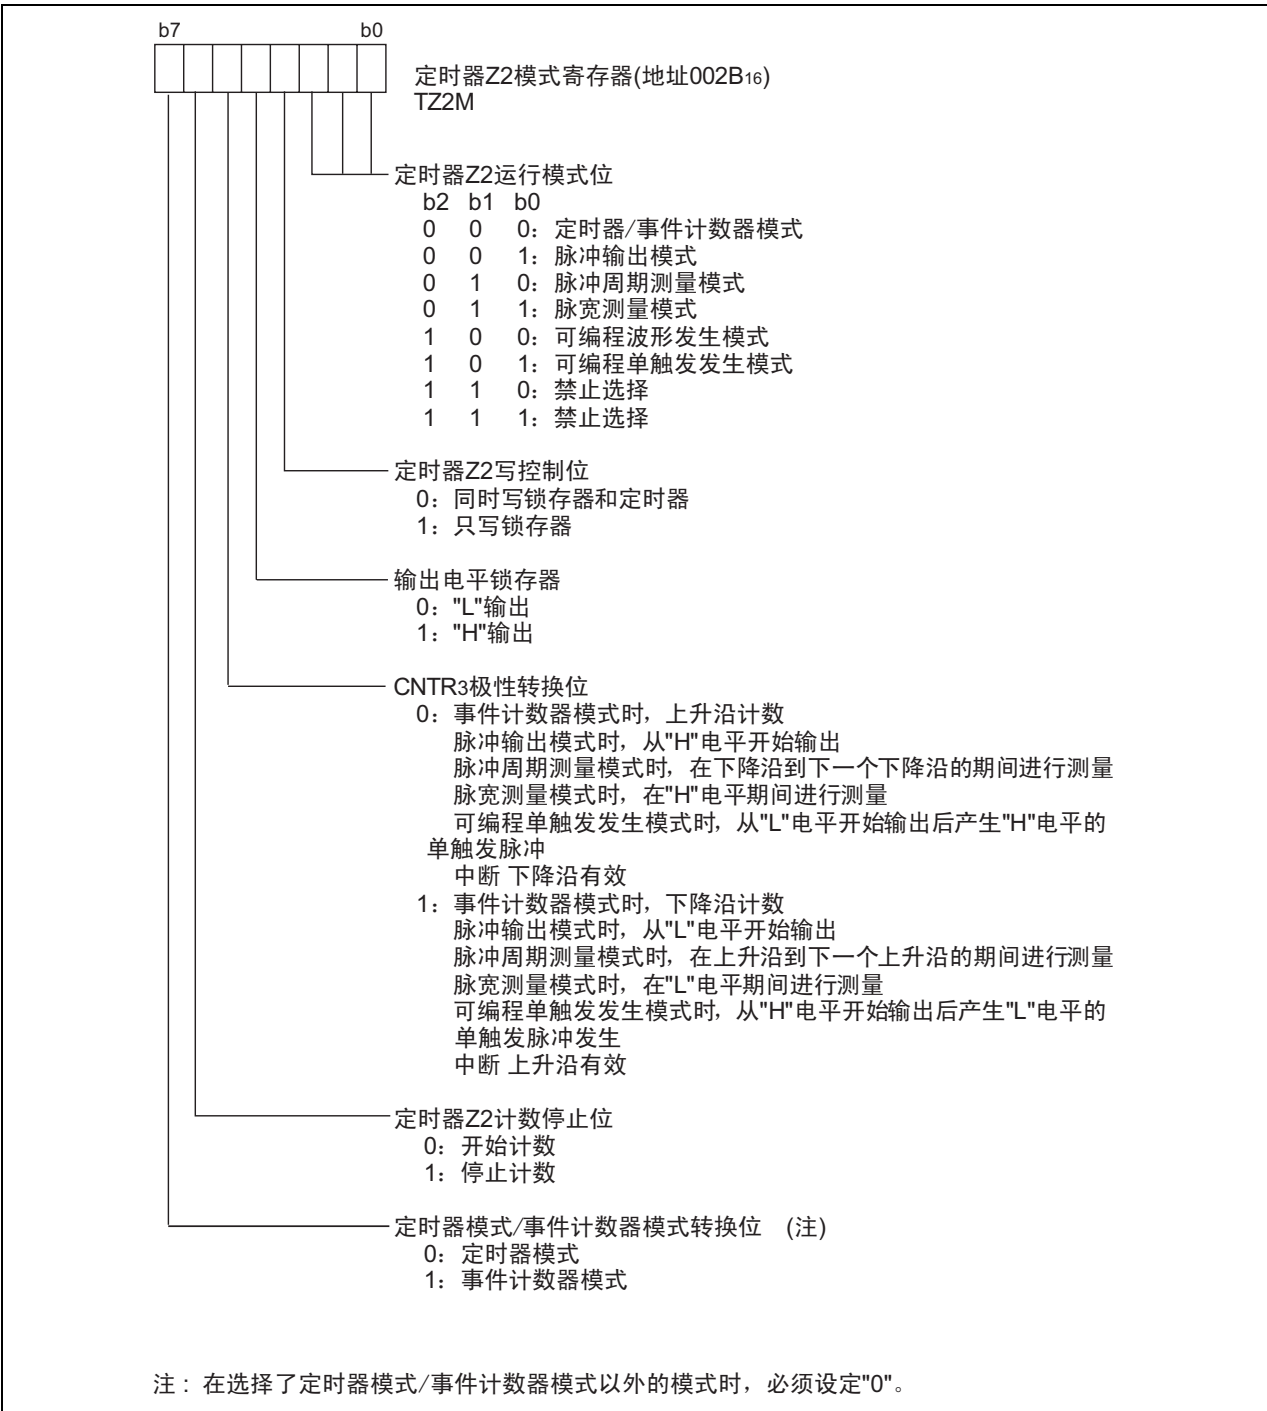 b7 b0
定时器Z2模式寄存器(地址002B16)
TZ2M
定时器Z2运行模式位
b2 b1 b0
0 0 0：定时器/事件计数器模式
0 0 1：脉冲输出模式
0 1 0：脉冲周期测量模式
0 1 1：脉宽测量模式
1 0 0：可编程波形发生模式
1 0 1：可编程单触发发生模式
1 1 0：禁止选择
1 1 1：禁止选择
定时器Z2写控制位
0：同时写锁存器和定时器
1：只写锁存器
输出电平锁存器
0："L"输出
1："H"输出
CNTR3极性转换位
0：事件计数器模式时，上升沿计数
脉冲输出模式时，从"H"电平开始输出
脉冲周期测量模式时，在下降沿到下一个下降沿的期间进行测量
脉宽测量模式时，在"H"电平期间进行测量
可编程单触发发生模式时，从"L"电平开始输出后产生"H"电平的
单触发脉冲
中断 下降沿有效
1：事件计数器模式时，下降沿计数
脉冲输出模式时，从"L"电平开始输出
脉冲周期测量模式时，在上升沿到下一个上升沿的期间进行测量
脉宽测量模式时，在"L"电平期间进行测量
可编程单触发发生模式时，从"H"电平开始输出后产生"L"电平的
单触发脉冲发生
中断 上升沿有效
定时器Z2计数停止位
0：开始计数
1：停止计数
定时器模式/事件计数器模式转换位 (注)
0：定时器模式
1：事件计数器模式
注：在选择了定时器模式/事件计数器模式以外的模式时，必须设定"0"。